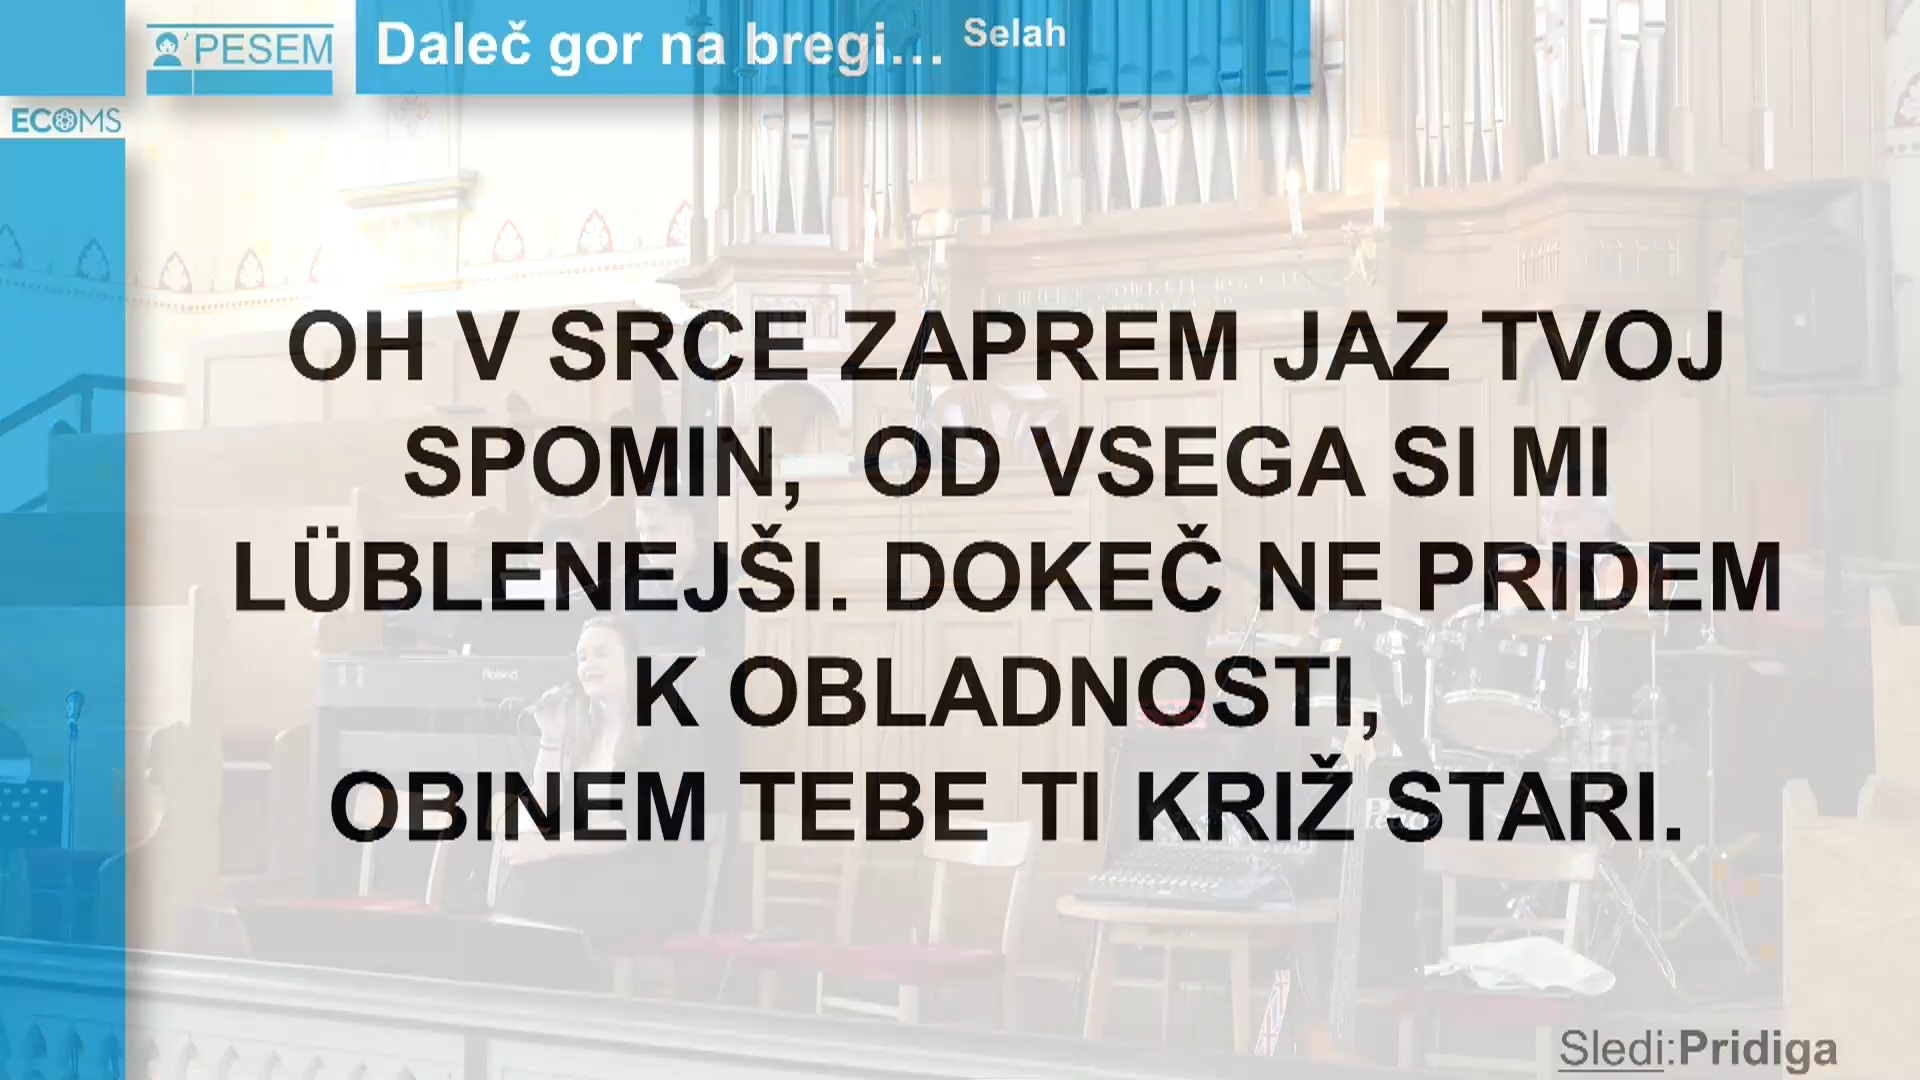 PESEM
Daleč gor na bregi...
Selah
ECOMS
OH V SRCE ZAPREM JAZ TVOJ
SPOMIN, OD VSEGA SI MI
LÜBLENEJŠI. DOKEČ NE PRIDEM
K OBLADNOSTI,
OBINEM TEBE TI KRIŽ STARI.
Roland
Sledi:Pridiga